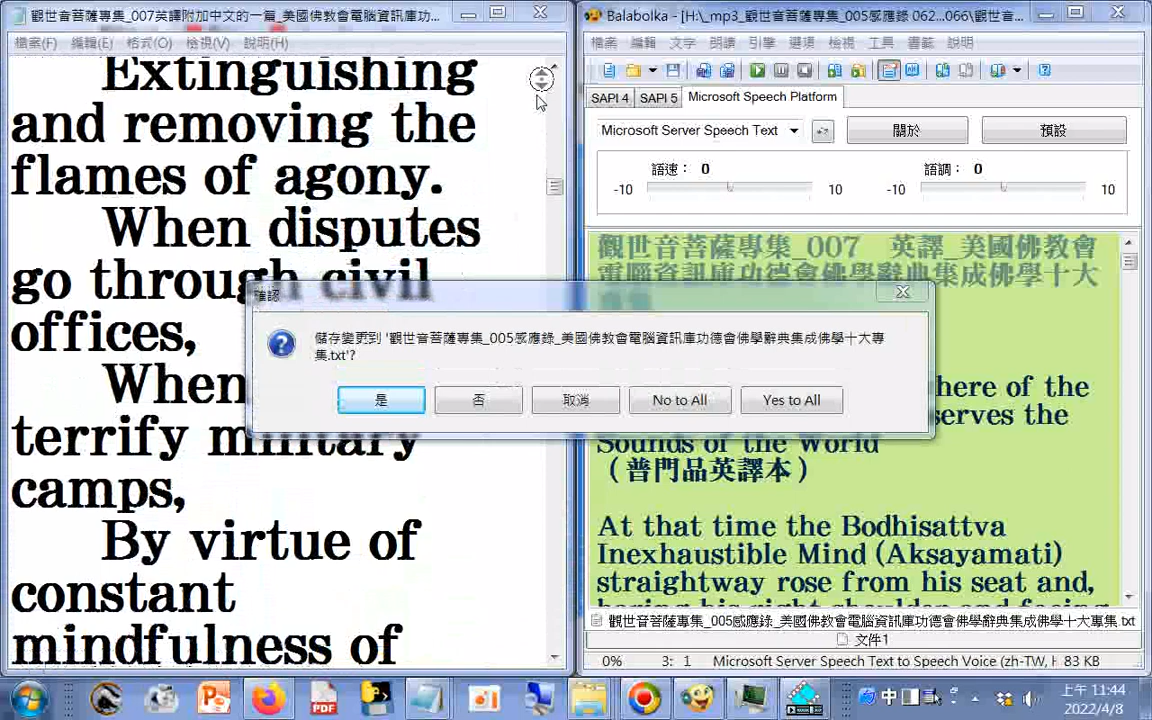 觀世音菩薩專集_007英譯附加中文的一篇_美國佛教會電腦資訊庫功...
檔案(F) 編輯(E) 格式(O) 檢視(V) 說明(H)
Extinguishing
and removing the
flames of agony.
When disputes
go through civil
offices,
When
terrify military
camps,
By virtue of
constant
mindfulness of
Balabolka - [H:\_mp3_觀世音菩薩專集_005感應錄 062...066\觀世音...
檔案 編輯 文字 朗讀 引擎 選項 檢視 工具 書籤 說明
SAPI 4 SAPI 5 Microsoft Speech Platform
Microsoft Server Speech Text 關於 預設
語速： 0 語調： 0
-10 10 -10 10
觀世音菩薩專集_007 英譯_美國佛教會
電腦資訊庫功德會佛學辭典集成佛學十大
確認
儲存變更到 '觀世音菩薩專集_005感應錄_美國佛教會電腦資訊庫功德會佛學辭典集成佛學十大專
集.txt'?
是 否 取消 No to All Yes to All
here of the
serves the
Sounds of the World
（普門品英譯本）
At that time the Bodhisattva
Inexhaustible Mind (Aksayamati)
straightway rose from his seat and,
baring his right shoulder and facing
觀世音菩薩專集_005感應錄_美國佛教會電腦資訊庫功德會佛學辭典集成佛學十大專集.txt
文件1
0% 3: 1 Microsoft Server Speech Text to Speech Voice (zh-TW, H 83 KB
中
上午 11:44
2022/4/8